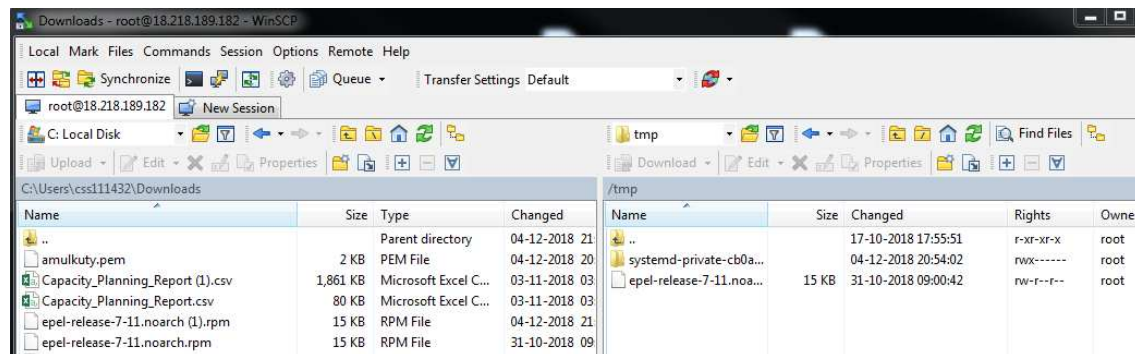 Downloads - root@18.218.189.182 - WinSCP
Local Mark Files Commands Session Options Remote Help
Synchronize Queue Transfer Settings Default
root@18.218.189.182 New Session
C: Local Disk tmp Find Files
Upload Edit Properties Download Edit Properties
C:\Users\css111432\Downloads /tmp
Name Size Type Changed Name Size Changed Rights Owne
.. Parent directory 04-12-2018 21: .. 17-10-2018 17:55:51 r-xr-xr-x root
amulkuty.pem 2 KB PEM File 04-12-2018 20: systemd-private-cb0a... 04-12-2018 20:54:02 rwx------ root
Capacity_Planning_Report (1).csv 1,861 KB Microsoft Excel C... 03-11-2018 03: epel-release-7-11.noa... 15 KB 31-10-2018 09:00:42 rw-r--r-- root
Capacity_Planning_Report.csv 80 KB Microsoft Excel C... 03-11-2018 03:
epel-release-7-11.noarch (1).rpm 15 KB RPM File 04-12-2018 21:
epel-release-7-11.noarch.rpm 15 KB RPM File 31-10-2018 09: